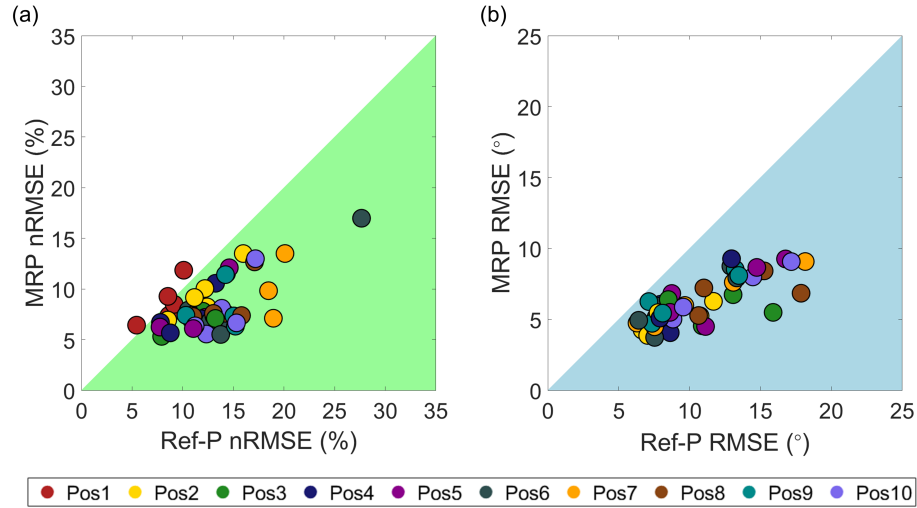 (a)
(b)
35
30
25
20
15
10
5
0
MRP nRMSE (%)
0 5 10 15 20 25 30 35
Ref-P nRMSE (%)
25
20
15
10
5
0
MRP RMSE (°)
0 5 10 15 20 25
Ref-P RMSE (°)
Pos1 Pos2 Pos3 Pos4 Pos5 Pos6 Pos7 Pos8 Pos9 Pos10